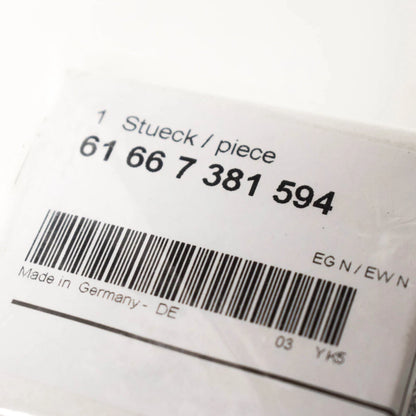 1 Stueck / piece
61 66 7 381 594
EG N / EW N
Made in Germany - DE
03 YK5